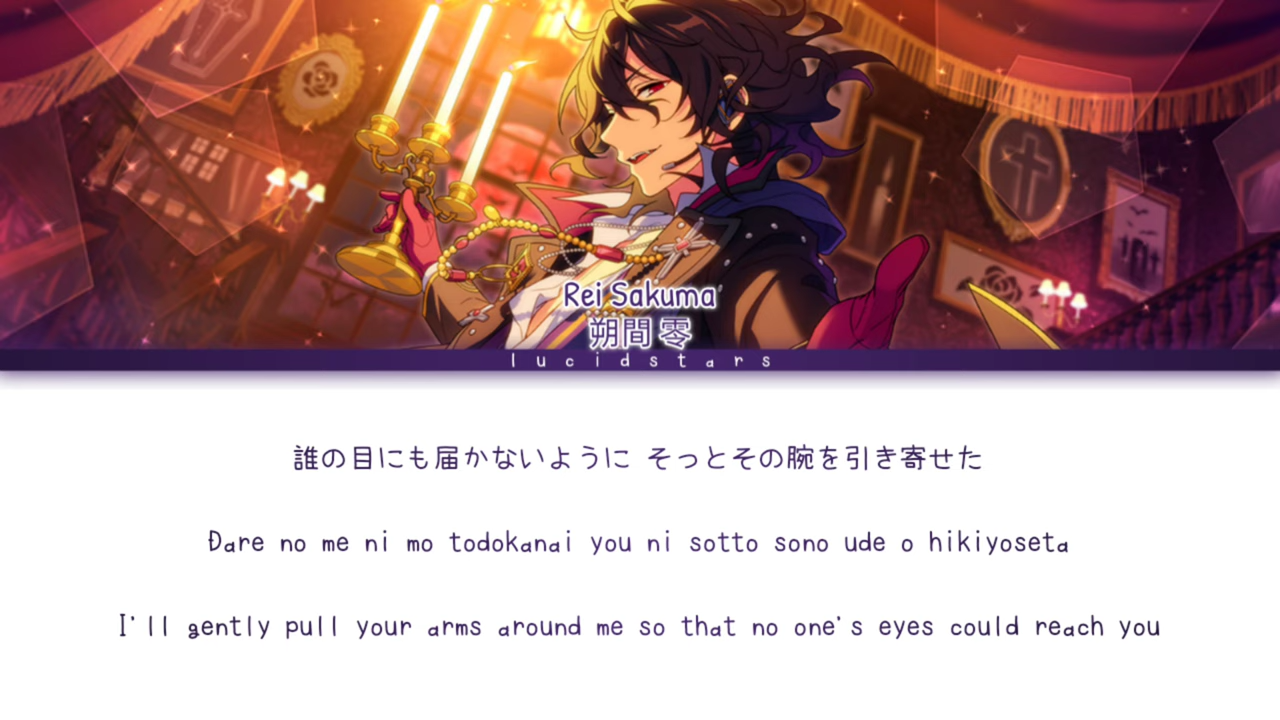 Rei Sakuma
朔間 零
lucidstars
誰の目にも届かないように そっとその腕を引き寄せた
Dare no me ni mo todokanai you ni sotto sono ude o hikiyoseta
I'll gently pull your arms around me so that no one's eyes could reach you